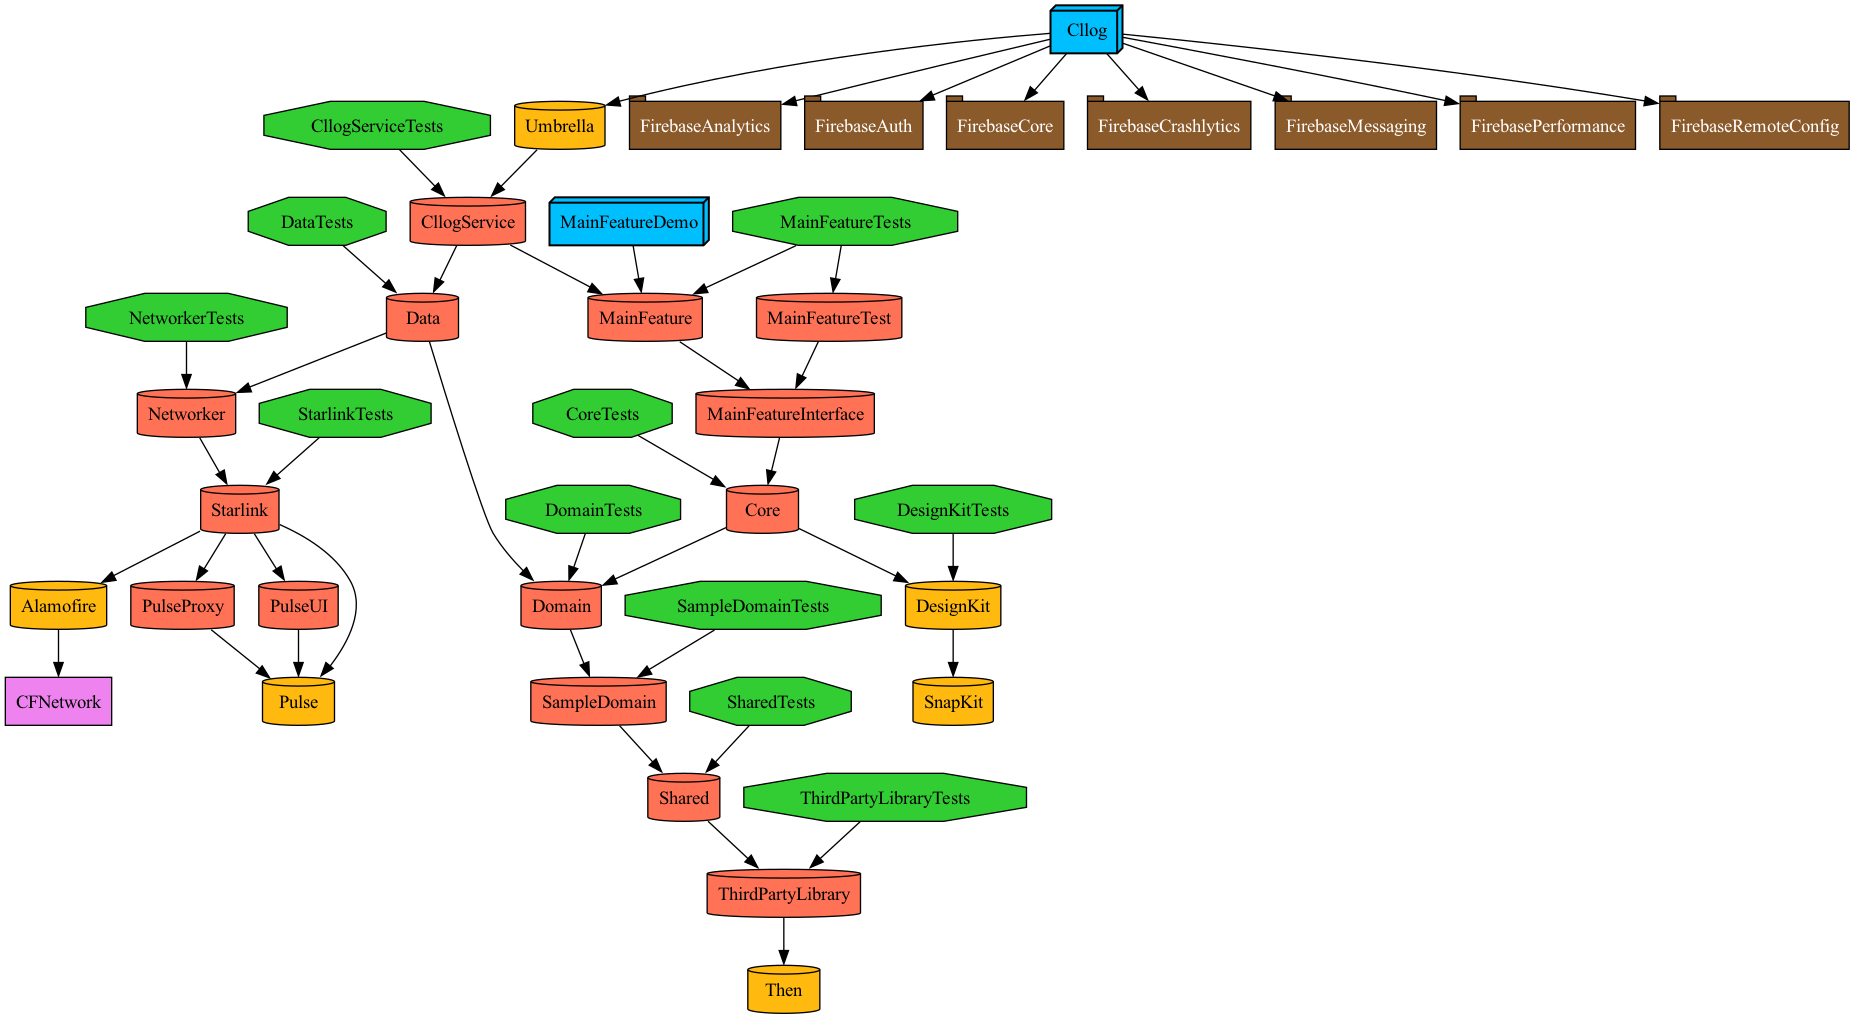 Cllog
CllogServiceTests
Umbrella
FirebaseAnalytics
FirebaseAuth
FirebaseCore
FirebaseCrashlytics
FirebaseMessaging
FirebasePerformance
FirebaseRemoteConfig
DataTests
CllogService
MainFeatureDemo
MainFeatureTests
NetworkerTests
Data
MainFeature
MainFeatureTest
Networker
StarlinkTests
CoreTests
MainFeatureInterface
Starlink
DomainTests
Core
DesignKitTests
Alamofire
PulseProxy
PulseUI
Domain
SampleDomainTests
DesignKit
CFNetwork
Pulse
SampleDomain
SharedTests
SnapKit
Shared
ThirdPartyLibraryTests
ThirdPartyLibrary
Then